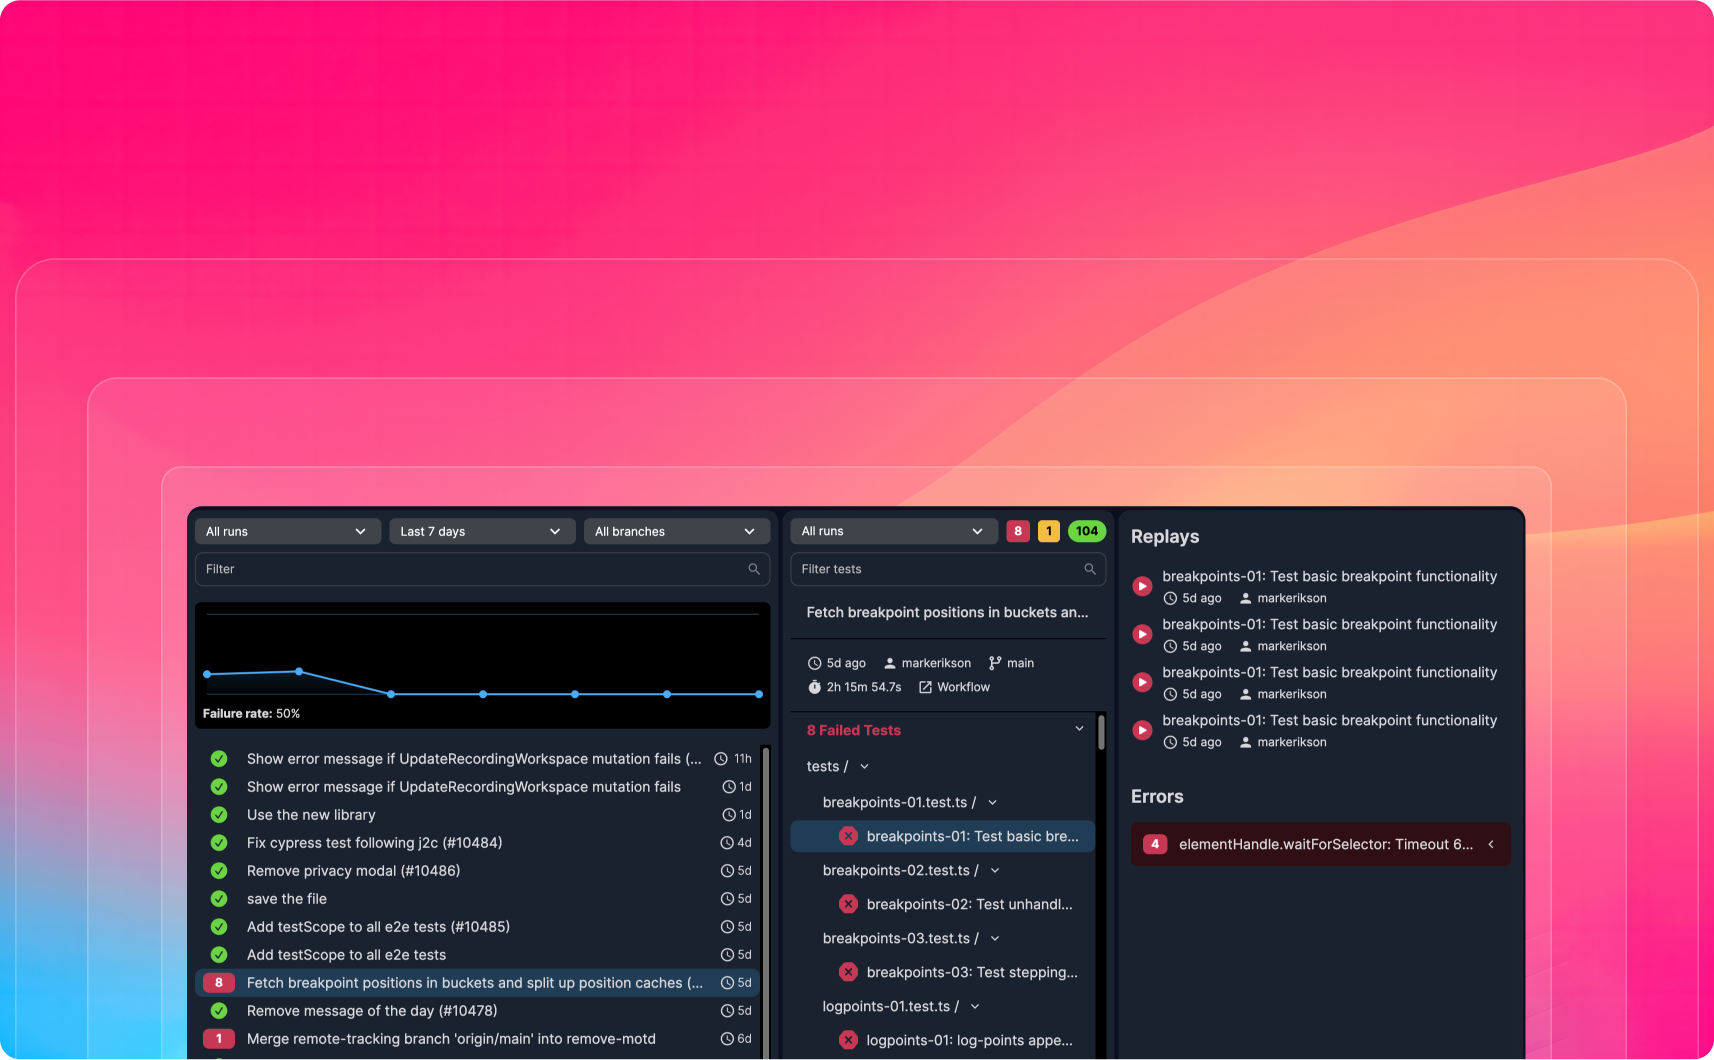 All runs
Last 7 days
All branches
Filter
Failure rate: 50%
Show error message if UpdateRecordingWorkspace mutation fails (... 11h
Show error message if UpdateRecordingWorkspace mutation fails 1d
Use the new library 1d
Fix cypress test following j2c (#10484) 4d
Remove privacy modal (#10486) 5d
save the file 5d
Add testScope to all e2e tests (#10485) 5d
Add testScope to all e2e tests 5d
8 Fetch breakpoint positions in buckets and split up position caches (... 5d
Remove message of the day (#10478) 5d
1 Merge remote-tracking branch 'origin/main' into remove-motd 6d
All runs
8
1
104
Filter tests
Fetch breakpoint positions in buckets an...
5d ago markerikson main
2h 15m 54.7s Workflow
8 Failed Tests
tests /
breakpoints-01.test.ts /
breakpoints-01: Test basic bre...
breakpoints-02.test.ts /
breakpoints-02: Test unhandl...
breakpoints-03.test.ts /
breakpoints-03: Test stepping...
logpoints-01.test.ts /
logpoints-01: log-points appe...
Replays
breakpoints-01: Test basic breakpoint functionality
5d ago markerikson
breakpoints-01: Test basic breakpoint functionality
5d ago markerikson
breakpoints-01: Test basic breakpoint functionality
5d ago markerikson
breakpoints-01: Test basic breakpoint functionality
5d ago markerikson
Errors
4 elementHandle.waitForSelector: Timeout 6...